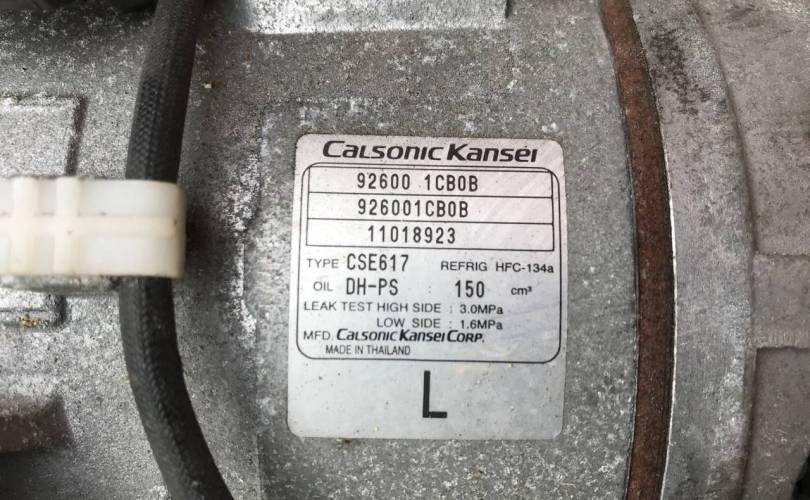 CALSONIC KANSEI
92600 1CB0B
926001CB0B
11018923
TYPE CSE617 REFRIG HFC-134a
OIL DH-PS : 150 cm³
LEAK TEST HIGH SIDE : 3.0MPa
LOW SIDE : 1.6MPa
MFD. CALSONIC KANSEI CORP.
MADE IN THAILAND
L